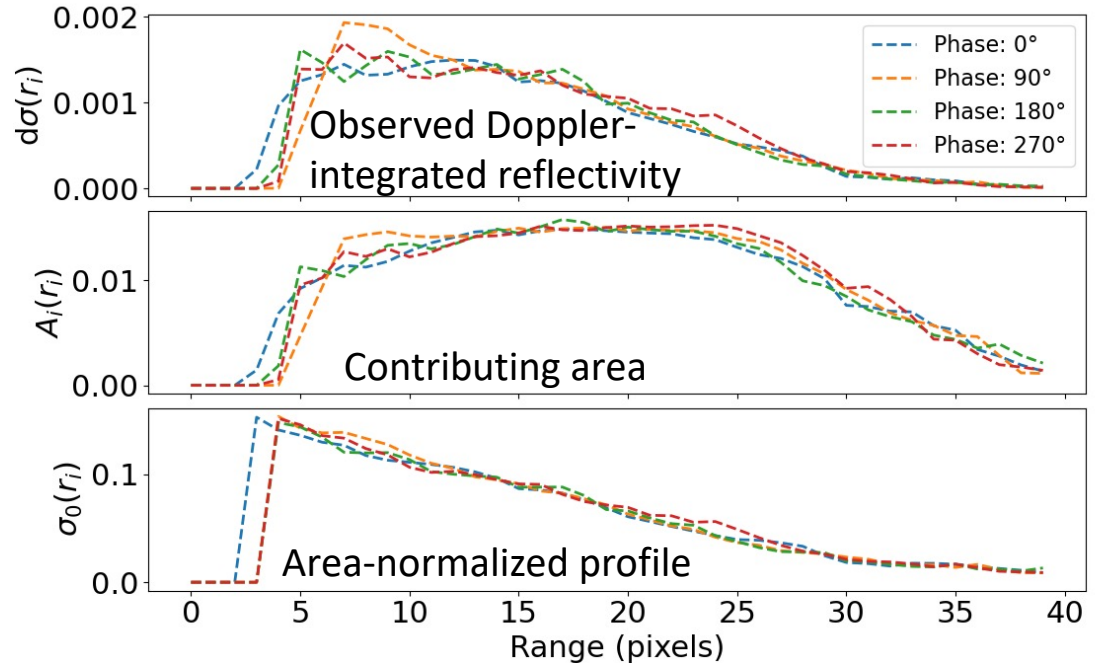 0.002
0.001
0.000
dσ(rᵢ)
Phase: 0°
Phase: 90°
Phase: 180°
Phase: 270°
Observed Doppler-
integrated reflectivity
0.01
0.00
Aᵢ(rᵢ)
Contributing area
0.1
0.0
σ₀(rᵢ)
Area-normalized profile
0 5 10 15 20 25 30 35 40
Range (pixels)